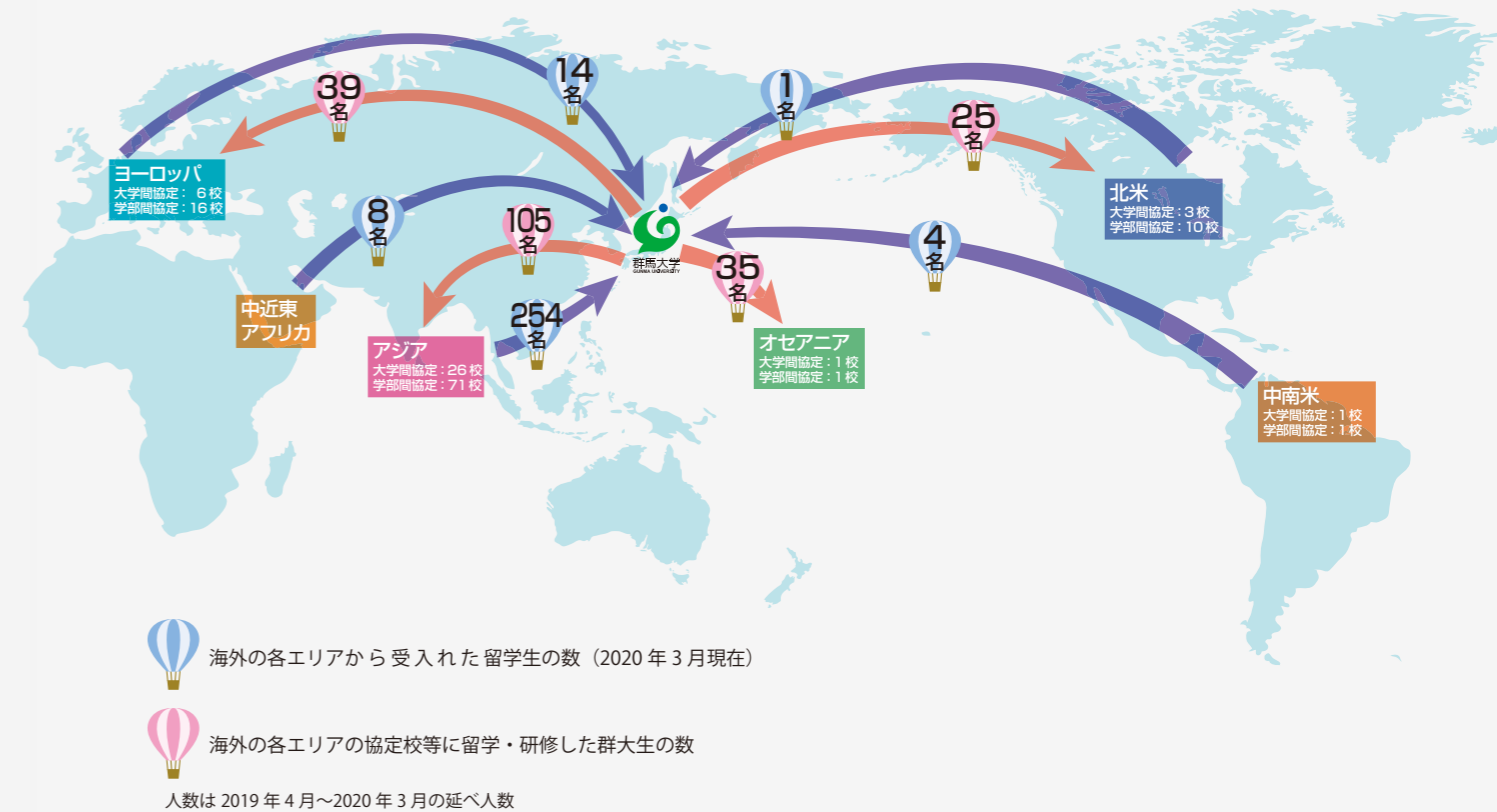 14
名
39
名
1
名
25
名
ヨーロッパ
大学間協定： 6校
学部間協定：16校
北米
大学間協定：3校
学部間協定：10校
8
名
105
名
群馬大学
GUNMA UNIVERSITY
35
名
4
名
中近東
アフリカ
254
名
アジア
大学間協定：26校
学部間協定：71校
オセアニア
大学間協定：1校
学部間協定：1校
中南米
大学間協定：1校
学部間協定：1校
海外の各エリアから受入れた留学生の数（2020年3月現在）
海外の各エリアの協定校等に留学・研修した群大生の数
人数は2019年4月〜2020年3月の延べ人数